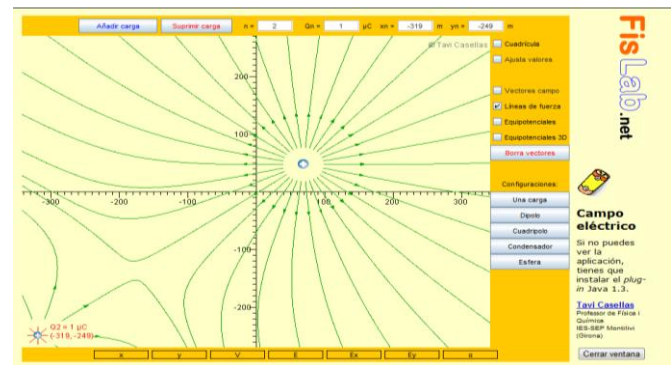 Añadir carga Suprimir carga n = 2 Qn = 1 µC xn = -319 m yn = -249 m
© Tavi Casellas
Cuadrícula
Ajusta valores
Vectores campo
Líneas de fuerza
Equipotenciales
Equipotenciales 3D
Borra vectores
Configuraciones:
Una carga
Dipolo
Cuadripolo
Condensador
Esfera
200
100
-300 -200 -100 0 100 200 300
-100
-200
Q2 = 1 µC
(-319,-249)
x y V E Ex Ey α
FisLab.net
Campo
eléctrico
Si no puedes
ver la
aplicación,
tienes que
instalar el plug-
in Java 1.3.
Tavi Casellas
Professor de Física i
Química
IES-SEP Montilivi
(Girona)
Cerrar ventana